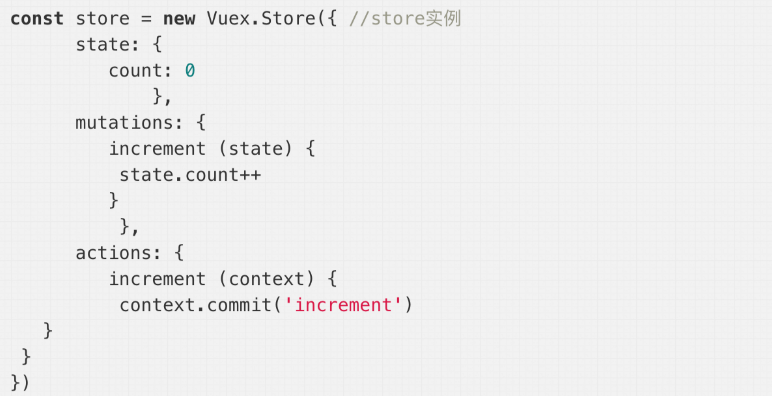 const store = new Vuex.Store({ //store实例
      state: {
         count: 0
             },
      mutations: {
         increment (state) {
          state.count++
         }
          },
      actions: {
         increment (context) {
          context.commit('increment')
   }
 }
})